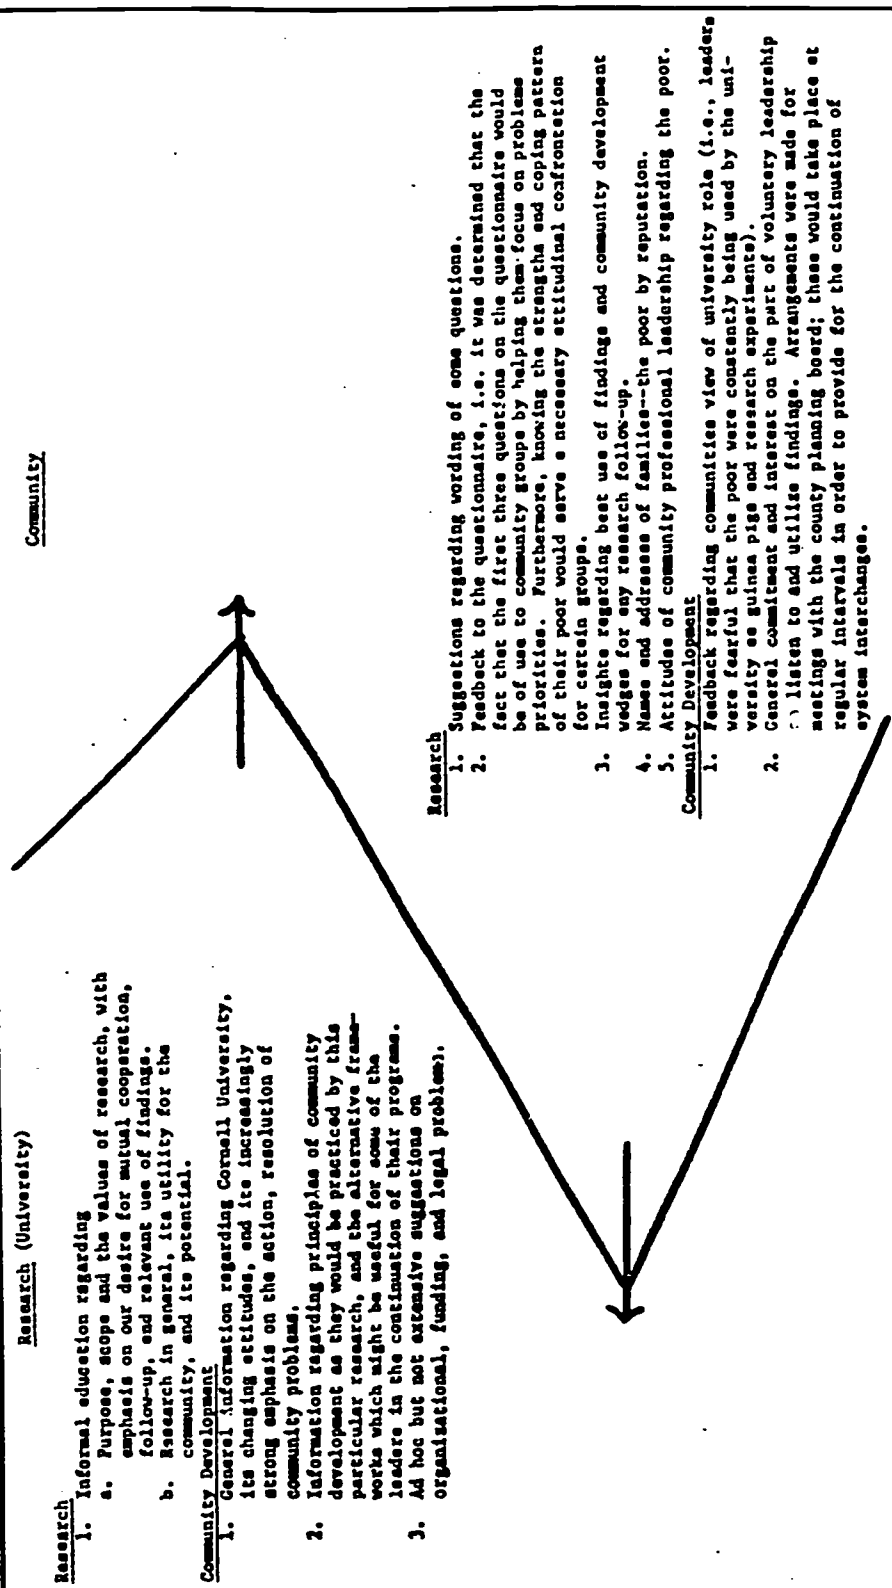 Research (University)
Research
1. Informal education regarding
a. Purpose, scope and the values of research, with
emphasis on our desire for mutual cooperation,
follow-up, and relevant use of findings.
b. Research in general, its utility for the
community, and its potential.
Community Development
1. General information regarding Cornell University,
its changing attitudes, and its increasingly
strong emphasis on the action, resolution of
community problems.
2. Information regarding principles of community
development as they would be practiced by this
particular research, and the alternative frame-
works which might be useful for some of the
leaders in the continuation of their programs.
3. Ad hoc but not extensive suggestions on
organizational, funding, and legal problems.
Community
Research
1. Suggestions regarding wording of some questions.
2. Feedback to the questionnaire, i.e. it was determined that the
fact that the first three questions on the questionnaire would
be of use to community groups by helping them focus on problems
priorities. Furthermore, knowing the strengths and coping pattern
of their poor would serve a necessary attitudinal confrontation
for certain groups.
3. Insights regarding best use of findings and community development
wedges for any research follow-up.
4. Names and addresses of families--the poor by reputation.
5. Attitudes of community professional leadership regarding the poor.
Community Development
1. Feedback regarding communities view of university role (i.e., leaders
were fearful that the poor were constantly being used by the uni-
versity as guinea pigs and research experiments).
2. General commitment and interest on the part of voluntary leadership
to listen to and utilize findings. Arrangements were made for
meetings with the county planning board; these would take place at
regular intervals in order to provide for the continuation of
system interchanges.